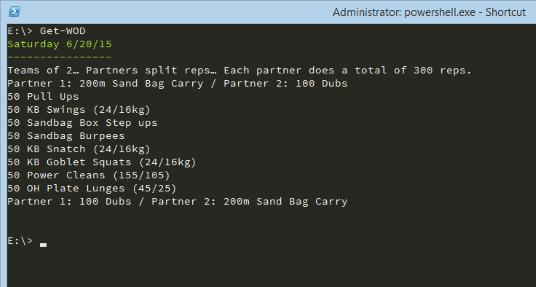 Administrator: powershell.exe - Shortcut
E:\> Get-WOD
Saturday 6/20/15
----------------
Teams of 2… Partners split reps… Each partner does a total of 300 reps.
Partner 1: 200m Sand Bag Carry / Partner 2: 100 Dubs
50 Pull Ups
50 KB Swings (24/16kg)
50 Sandbag Box Step ups
50 Sandbag Burpees
50 KB Snatch (24/16kg)
50 KB Goblet Squats (24/16kg)
50 Power Cleans (155/105)
50 OH Plate Lunges (45/25)
Partner 1: 100 Dubs / Partner 2: 200m Sand Bag Carry
E:\>